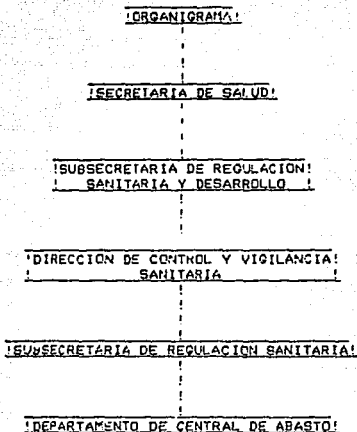 !ORGANIGRAMA!
!SECRETARIA DE SALUD!
!SUBSECRETARIA DE REGULACION!
! SANITARIA Y DESARROLLO !
!DIRECCION DE CONTROL Y VIGILANCIA!
! SANITARIA !
!SUBSECRETARIA DE REGULACION SANITARIA!
!DEPARTAMENTO DE CENTRAL DE ABASTO!